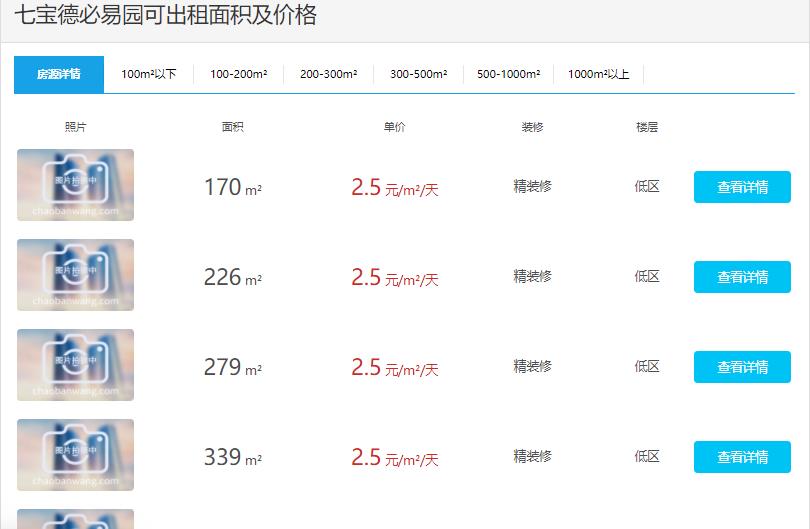 七宝德必易园可出租面积及价格
房源详情 100m²以下 100-200m² 200-300m² 300-500m² 500-1000m² 1000m²以上
照片 面积 单价 装修 楼层
图片拍摄中
chaobanwang.com
170 m² 2.5 元/m²/天 精装修 低区 查看详情
图片拍摄中
chaobanwang.com
226 m² 2.5 元/m²/天 精装修 低区 查看详情
图片拍摄中
chaobanwang.com
279 m² 2.5 元/m²/天 精装修 低区 查看详情
图片拍摄中
chaobanwang.com
339 m² 2.5 元/m²/天 精装修 低区 查看详情